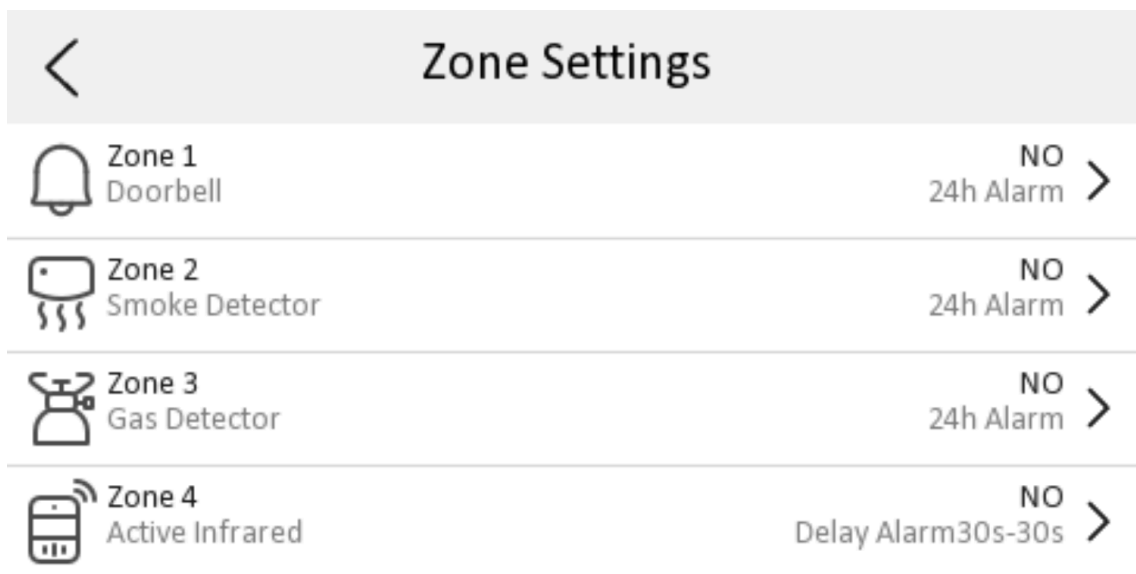 Zone Settings
Zone 1
NO
Doorbell
24h Alarm
Zone 2
NO
Smoke Detector
24h Alarm
Zone 3
NO
Gas Detector
24h Alarm
Zone 4
NO
Active Infrared
Delay Alarm30s-30s